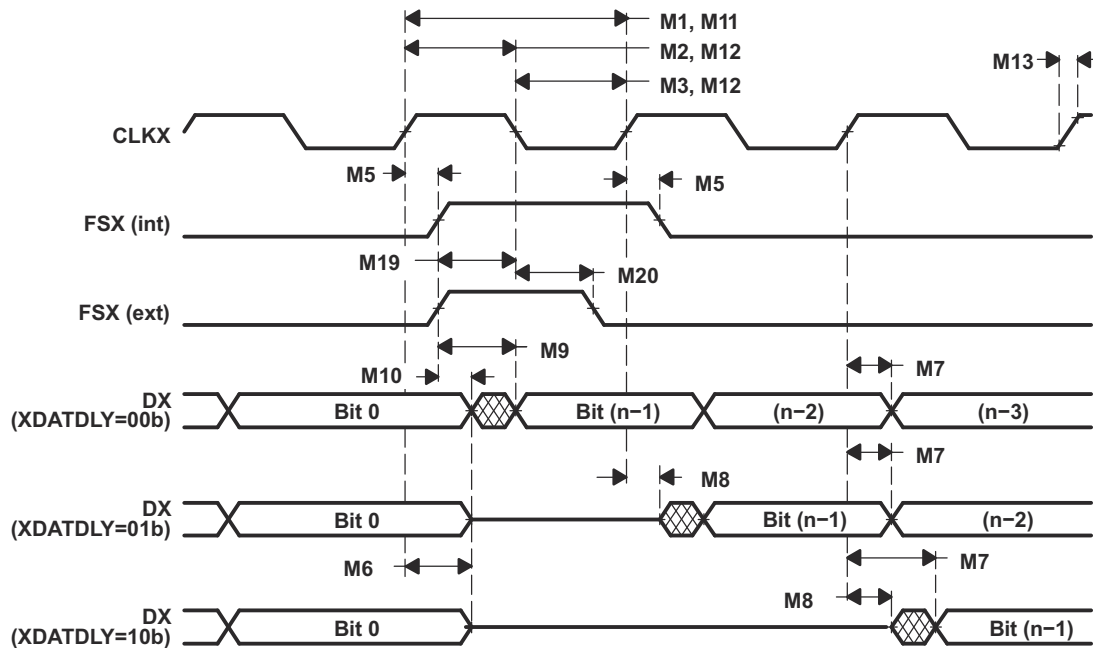 M1, M11
M2, M12
M13
M3, M12
CLKX
M5
M5
FSX (int)
M19
M20
FSX (ext)
M9
M10
M7
DX
(XDATDLY=00b)
Bit 0
Bit (n−1)
(n−2)
(n−3)
M7
M8
DX
(XDATDLY=01b)
Bit 0
Bit (n−1)
(n−2)
M6
M7
M8
DX
(XDATDLY=10b)
Bit 0
Bit (n−1)